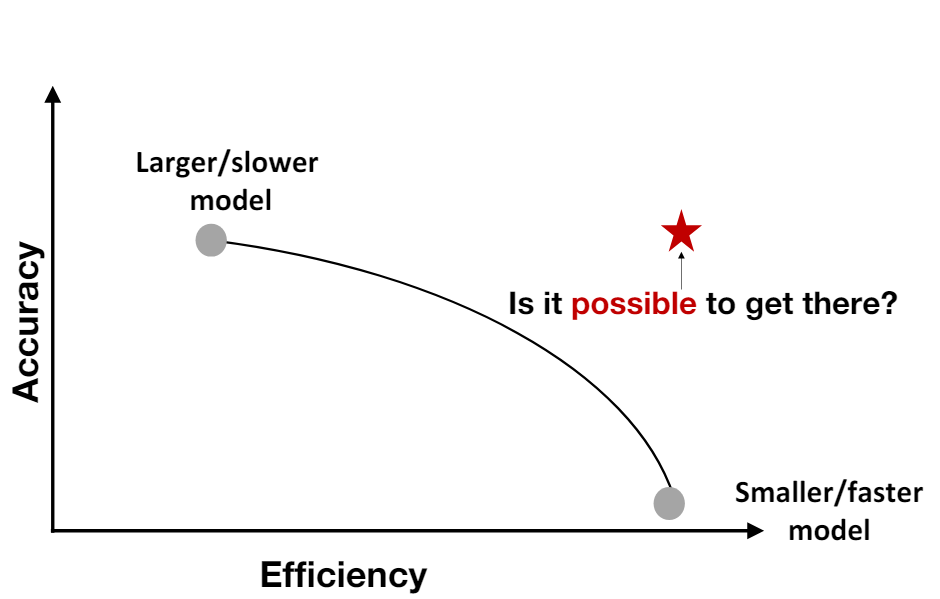 Larger/slower
model
Accuracy
Is it possible to get there?
Smaller/faster
model
Efficiency